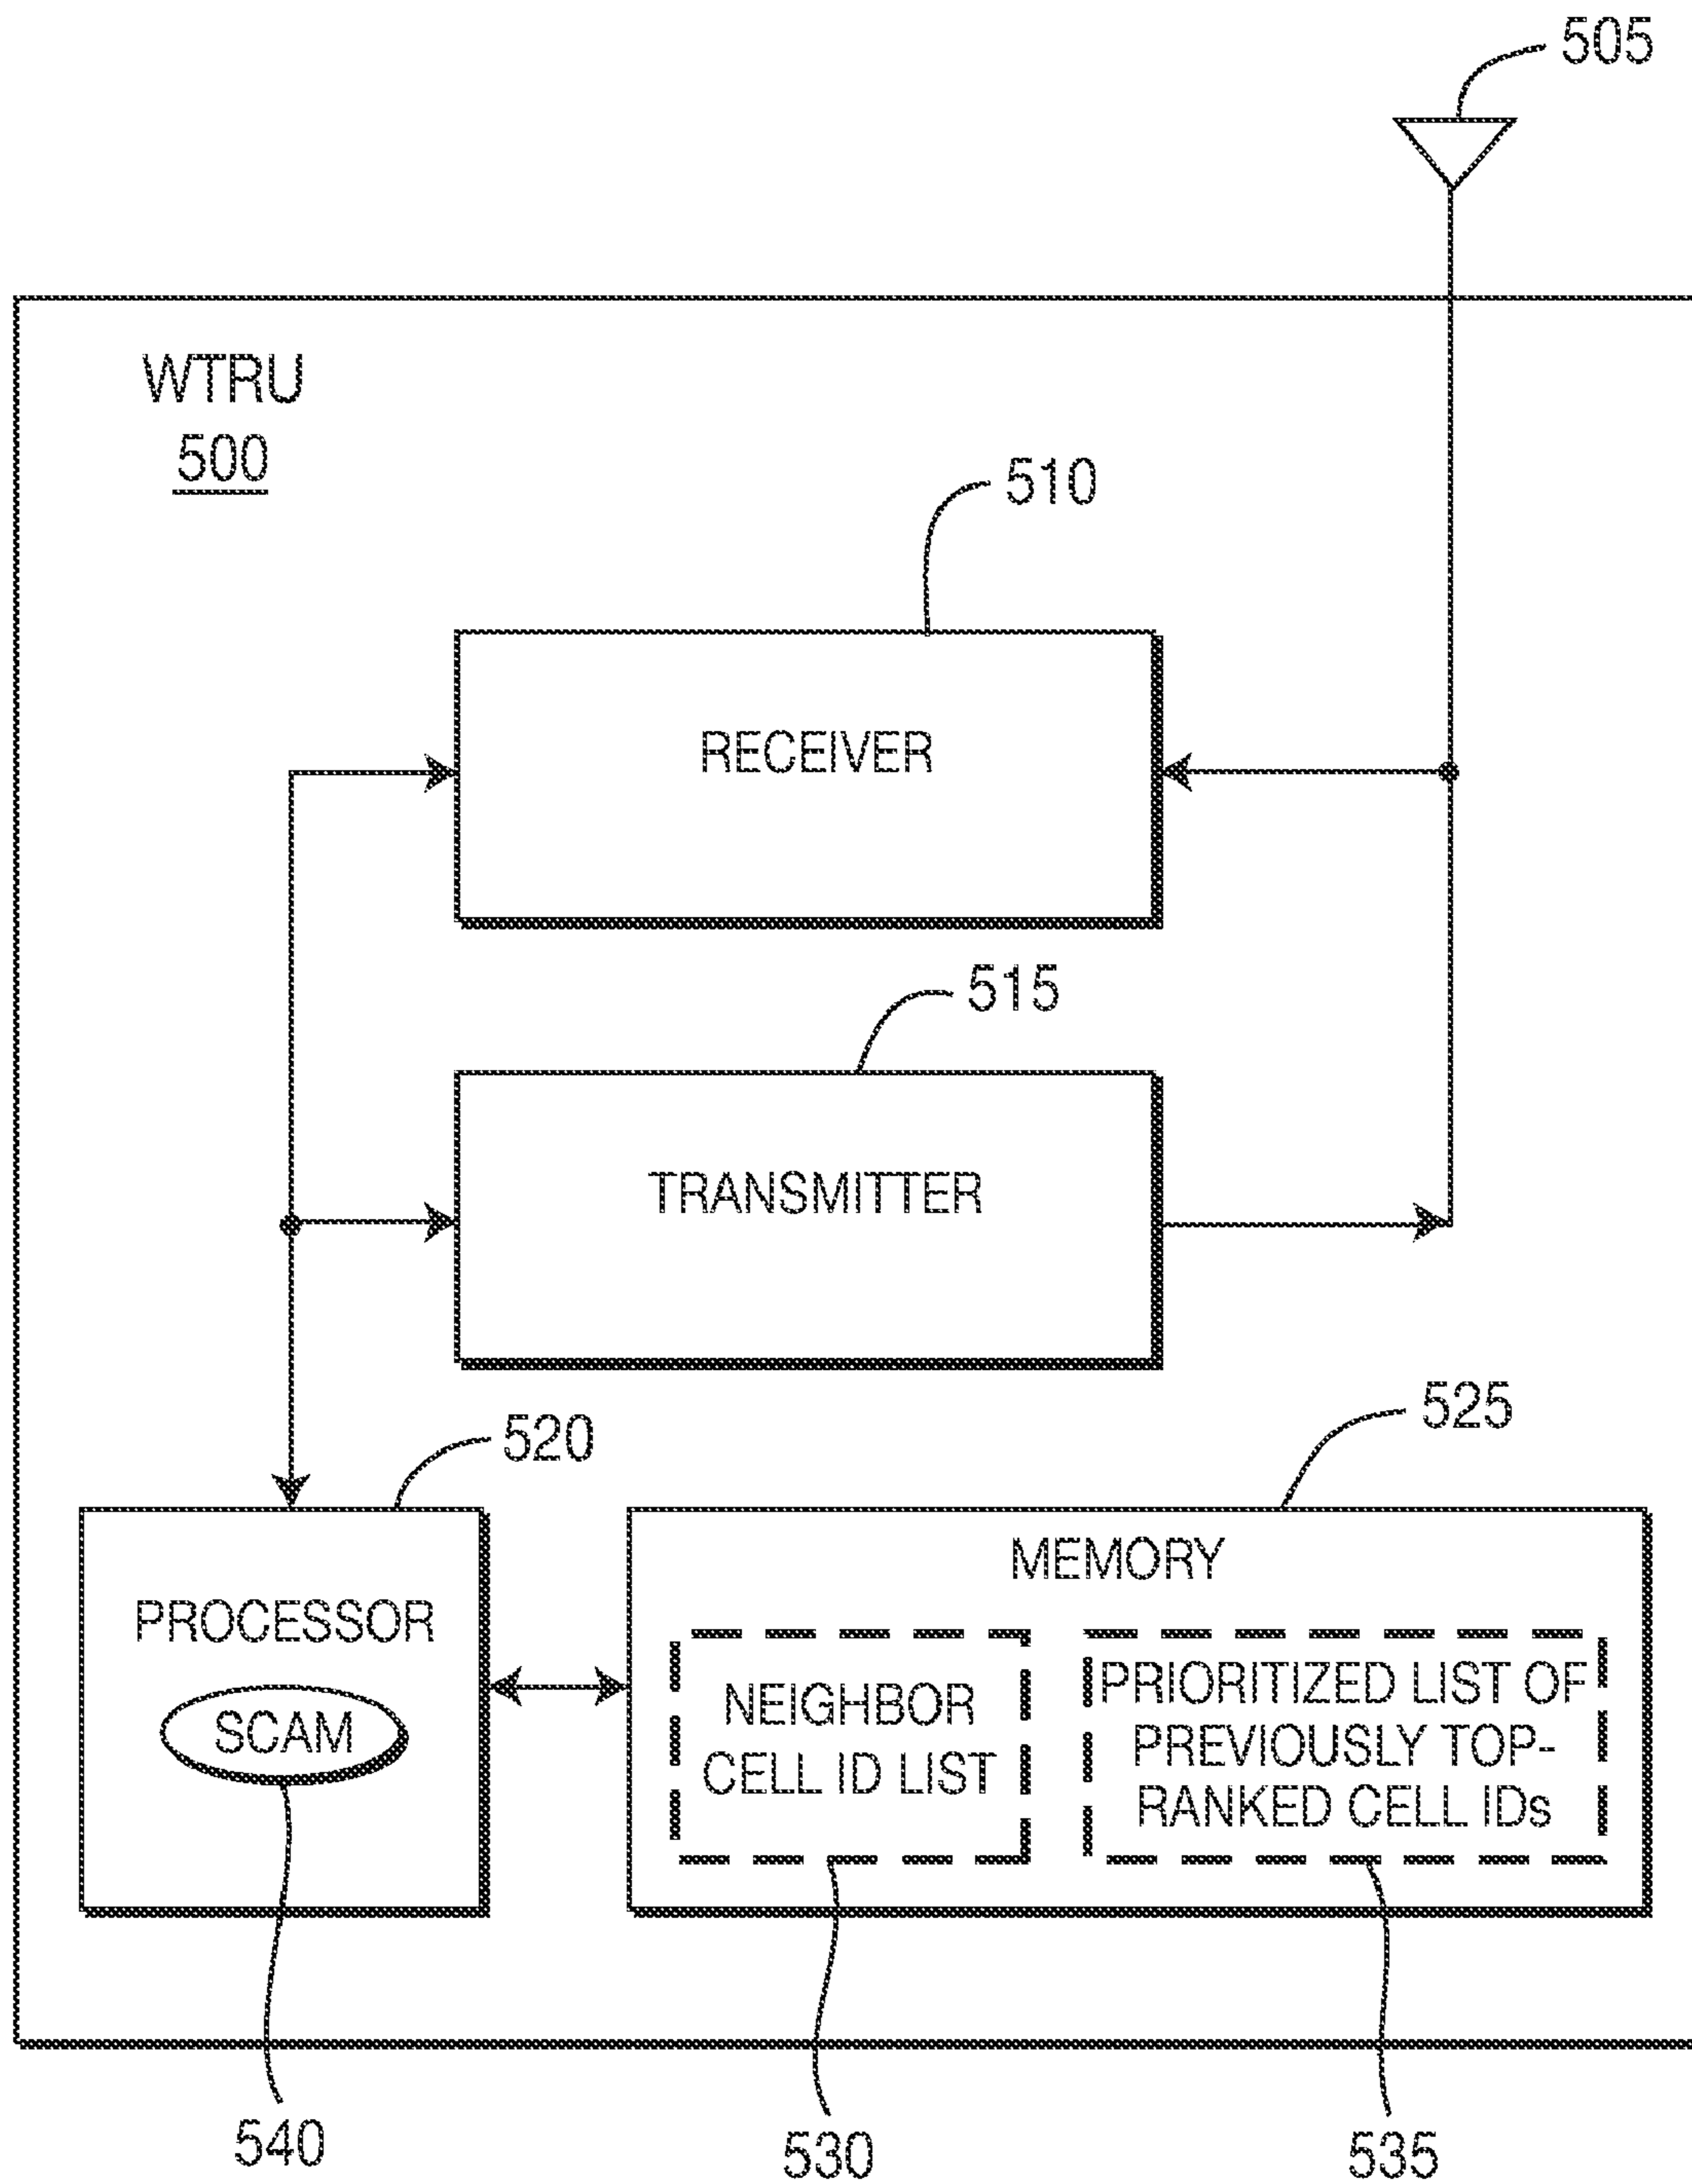 505
WTRU
500
510
RECEIVER
515
TRANSMITTER
520
525
PROCESSOR
SCAM
MEMORY
NEIGHBOR
CELL ID LIST
PRIORITIZED LIST OF
PREVIOUSLY TOP-
RANKED CELL IDs
540
530
535